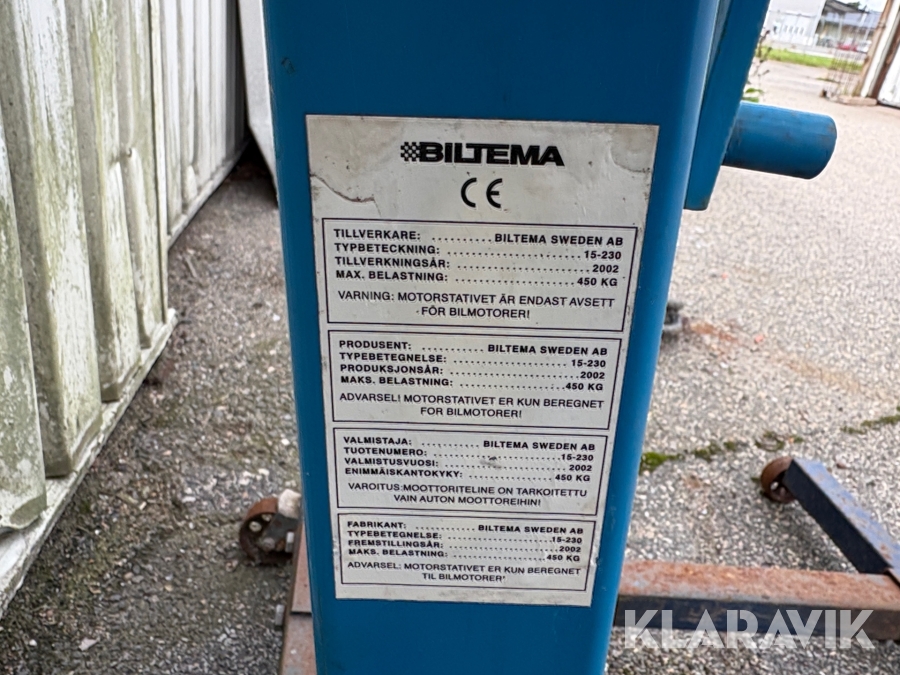 BILTEMA
CE
TILLVERKARE: .......... BILTEMA SWEDEN AB
TYPBETECKNING: ...................... 15-230
TILLVERKNINGSÅR: ...................... 2002
MAX. BELASTNING: .................... 450 KG
VARNING: MOTORSTATIVET ÄR ENDAST AVSETT
FÖR BILMOTORER!
PRODUSENT: ............... BILTEMA SWEDEN AB
TYPEBETEGNELSE: ...................... 15-230
PRODUKSJONSÅR: ...................... 2002
MAKS. BELASTNING: .................... 450 KG
ADVARSEL! MOTORSTATIVET ER KUN BEREGNET
FOR BILMOTORER!
VALMISTAJA: ............ BILTEMA SWEDEN AB
TUOTENUMERO: ...................... 15-230
VALMISTUSVUOSI: ...................... 2002
ENIMMÄISKANTOKYKY: ................ 450 KG
VAROITUS:MOOTTORITELINE ON TARKOITETTU
VAIN AUTON MOOTTOREIHIN!
FABRIKANT: ............... BILTEMA SWEDEN AB
TYPEBETEGNELSE: .................... 15-230
FREMSTILLINGSÅR: .................... 2002
MAKS. BELASTNING: .................. 450 KG
ADVARSEL: MOTORSTATIVET ER KUN BEREGNET
TIL BILMOTORER!
KLARAVIK